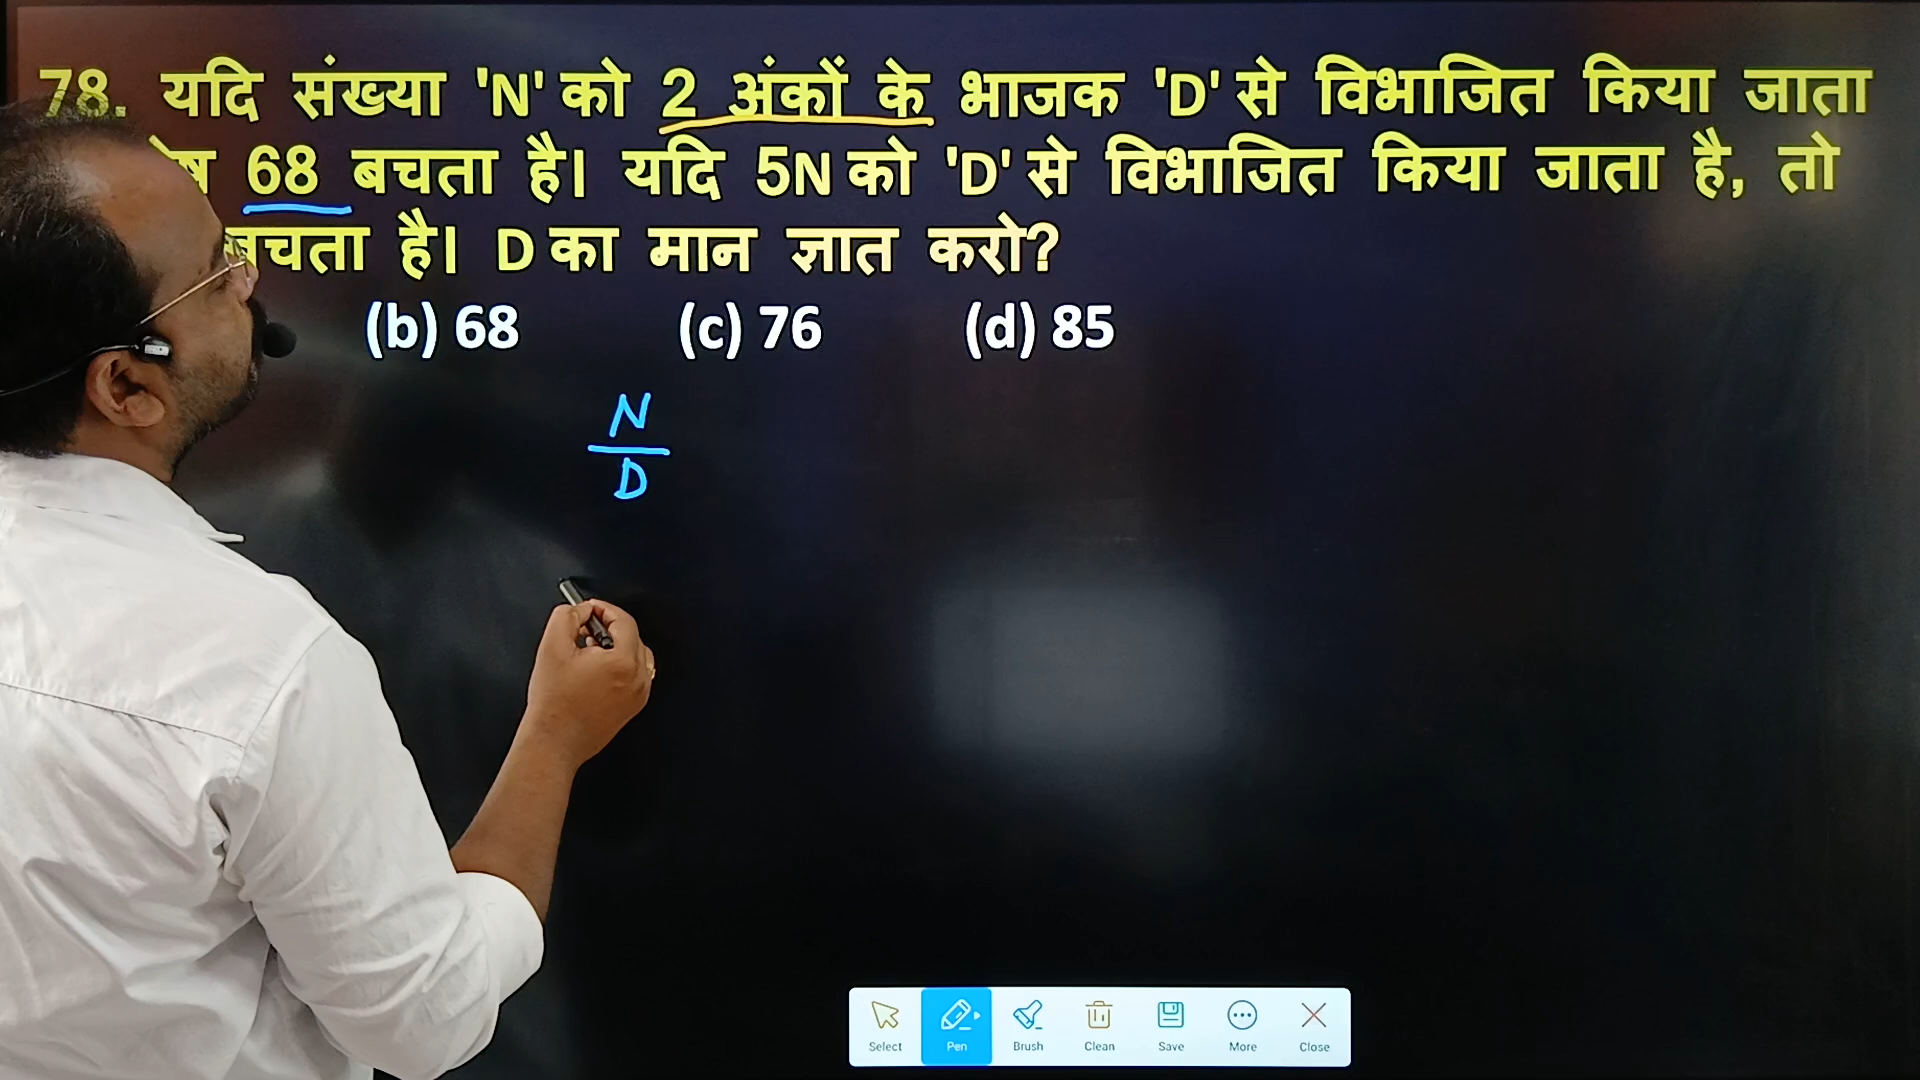 78. यदि संख्या 'N' को 2 अंकों के भाजक 'D' से विभाजित किया जाता
68 बचता है। यदि 5N को 'D' से विभाजित किया जाता है, तो
बचता है। D का मान ज्ञात करो?
(b) 68 (c) 76 (d) 85
N
D
Select Pen Brush Clean Save More Close